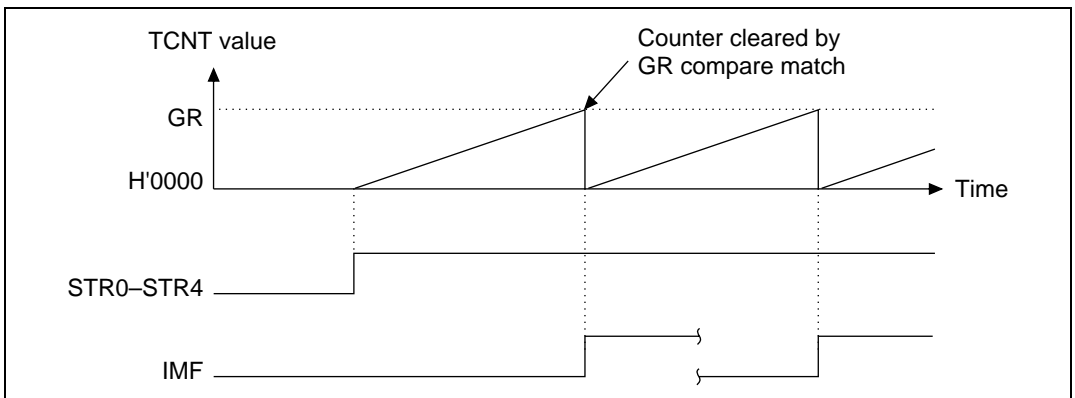 TCNT value
Counter cleared by
GR compare match
GR
H'0000
Time
STR0–STR4
IMF